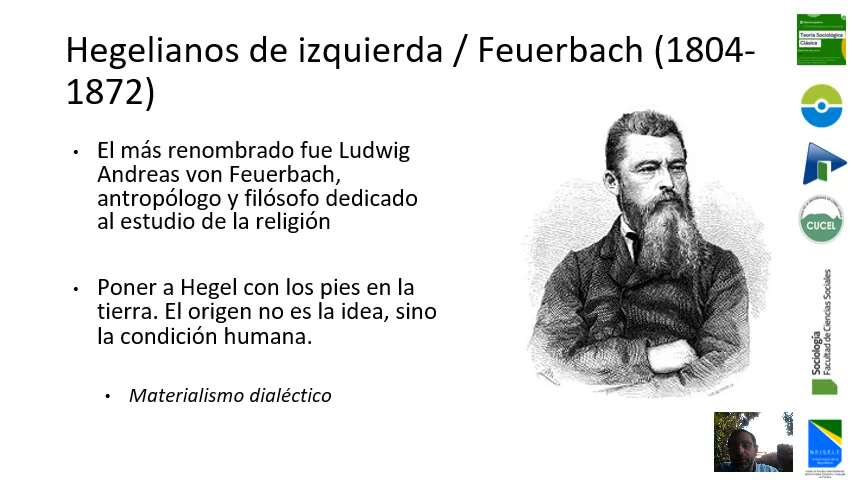 Hegelianos de izquierda / Feuerbach (1804-
1872)
• El más renombrado fue Ludwig
Andreas von Feuerbach,
antropólogo y filósofo dedicado
al estudio de la religión
• Poner a Hegel con los pies en la
tierra. El origen no es la idea, sino
la condición humana.
• Materialismo dialéctico
Teoría Sociológica
Clásica
CUCEL
Sociología
Facultad de Ciencias Sociales